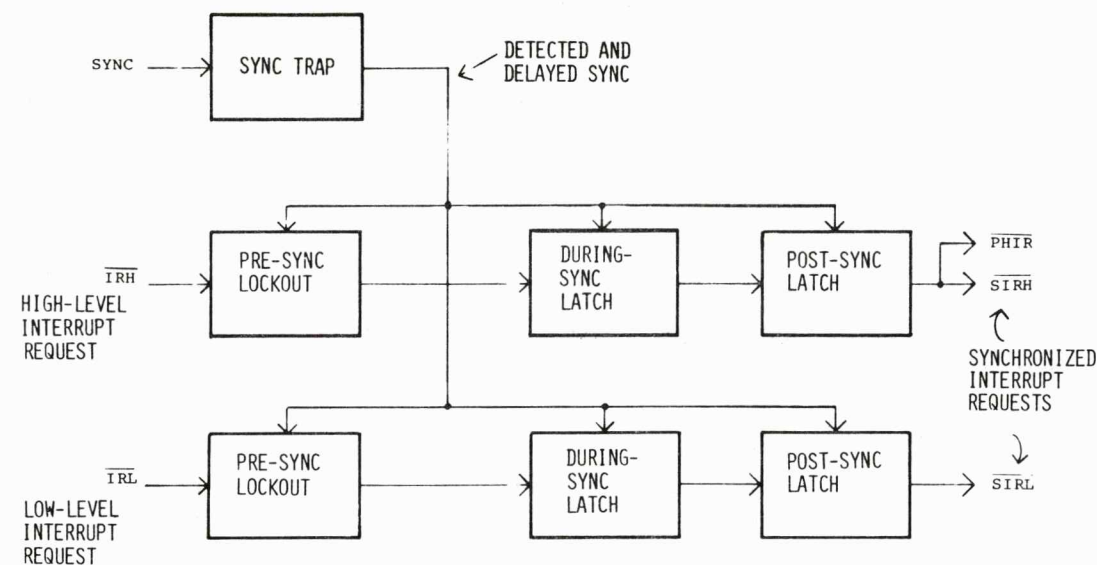 SYNC
SYNC TRAP
DETECTED AND
DELAYED SYNC
IRH
HIGH-LEVEL
INTERRUPT
REQUEST
PRE-SYNC
LOCKOUT
DURING-
SYNC
LATCH
POST-SYNC
LATCH
PHIR
SIRH
SYNCHRONIZED
INTERRUPT
REQUESTS
IRL
LOW-LEVEL
INTERRUPT
REQUEST
PRE-SYNC
LOCKOUT
DURING-
SYNC
LATCH
POST-SYNC
LATCH
SIRL